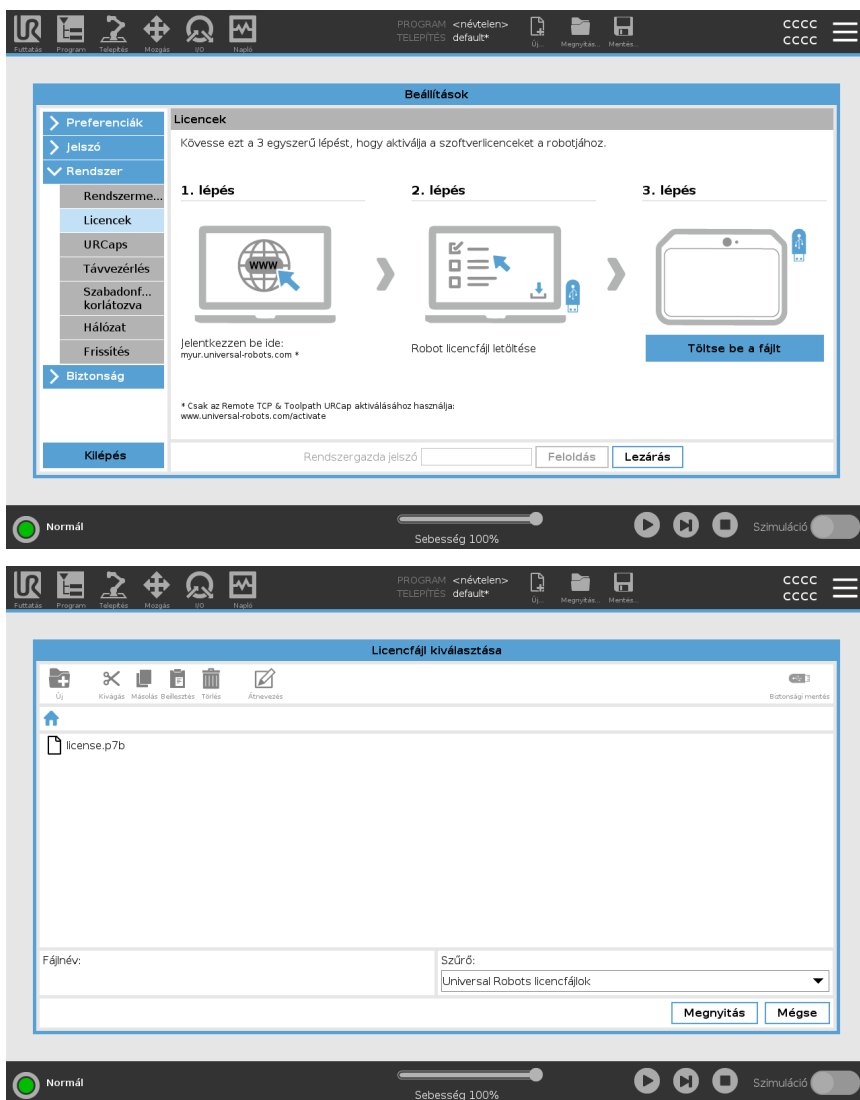 PROGRAM <névtelen>
TELEPÍTÉS default*
CCCC
CCCC
Futtatás Program Telepítés Mozgás I/O Napló Új... Megnyitás... Mentés...
Beállítások
Preferenciák
Jelszó
Rendszer
Rendszerme...
Licencek
URCaps
Távvezérlés
Szabadonf...
korlátozva
Hálózat
Frissítés
Biztonság
Kilépés
Licencek
Kövesse ezt a 3 egyszerű lépést, hogy aktiválja a szoftverlicenceket a robotjához.
1. lépés 2. lépés 3. lépés
WWW
Jelentkezzen be ide:
myur.universal-robots.com *
Robot licencfájl letöltése
Töltse be a fájlt
* Csak az Remote TCP & Toolpath URCap aktiválásához használja:
www.universal-robots.com/activate
Rendszergazda jelszó Feloldás Lezárás
Normál
Sebesség 100%
Szimuláció
PROGRAM <névtelen>
TELEPÍTÉS default*
CCCC
CCCC
Futtatás Program Telepítés Mozgás I/O Napló Új... Megnyitás... Mentés...
Licencfájl kiválasztása
Új Kivágás Másolás Beillesztés Törlés Átnevezés Biztonsági mentés
license.p7b
Fájlnév: Szűrő:
Universal Robots licencfájlok
Megnyitás Mégse
Normál
Sebesség 100%
Szimuláció